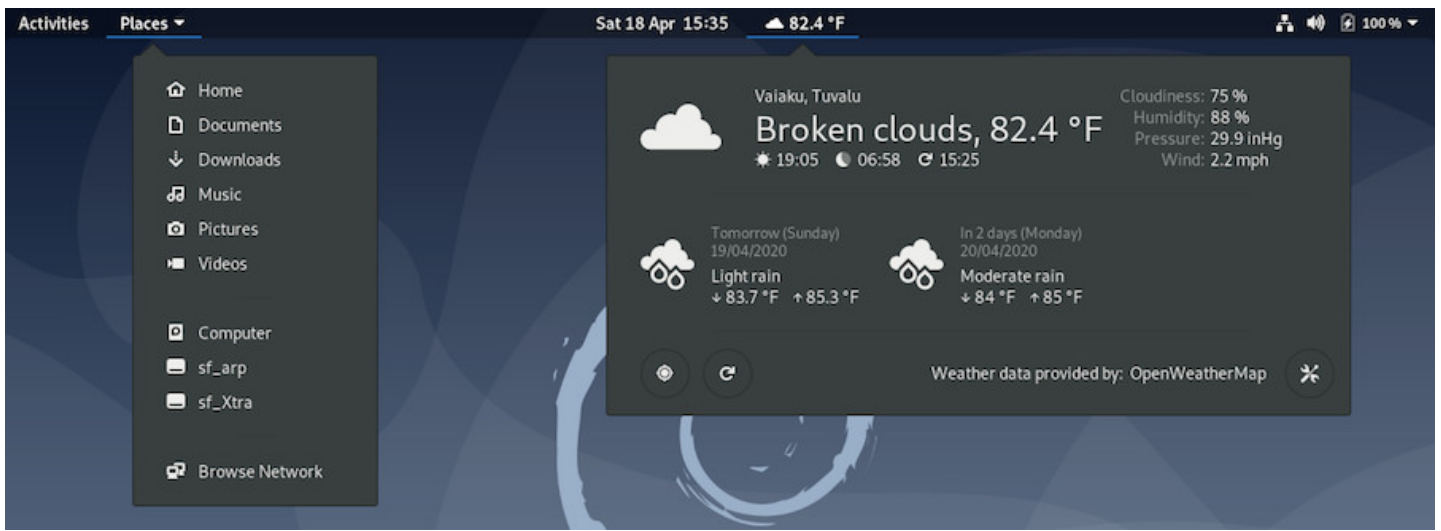 Activities Places Sat 18 Apr 15:35 82.4 °F 100 %
Home
Documents
Downloads
Music
Pictures
Videos
Computer
sf_arp
sf_Xtra
Browse Network
Vaiaku, Tuvalu
Broken clouds, 82.4 °F
19:05 06:58 15:25
Cloudiness: 75 %
Humidity: 88 %
Pressure: 29.9 inHg
Wind: 2.2 mph
Tomorrow (Sunday)
19/04/2020
Light rain
↓ 83.7 °F ↑ 85.3 °F
In 2 days (Monday)
20/04/2020
Moderate rain
↓ 84 °F ↑ 85 °F
Weather data provided by: OpenWeatherMap